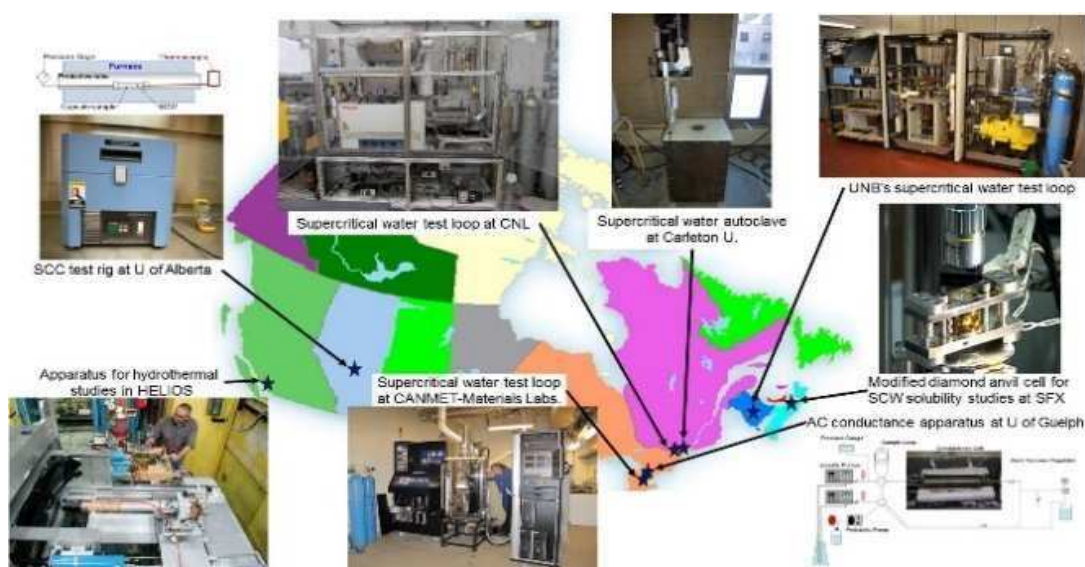 Furnace
Supercritical water test loop at CNL
Supercritical water autoclave
at Carleton U.
UNB's supercritical water test loop
SCC test rig at U of Alberta
Apparatus for hydrothermal
studies in HELIOS
Supercritical water test loop
at CANMET-Materials Labs.
Modified diamond anvil cell for
SCW solubility studies at SFX
AC conductance apparatus at U of Guelph